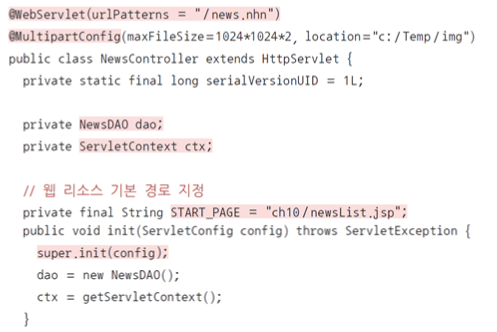 @WebServlet(urlPatterns = "/news.nhn")
@MultipartConfig(maxFileSize=1024*1024*2, location="c:/Temp/img")
public class NewsController extends HttpServlet {
private static final long serialVersionUID = 1L;
private NewsDAO dao;
private ServletContext ctx;
// 웹 리소스 기본 경로 지정
private final String START_PAGE = "ch10/newsList.jsp";
public void init(ServletConfig config) throws ServletException {
super.init(config);
dao = new NewsDAO();
ctx = getServletContext();
}